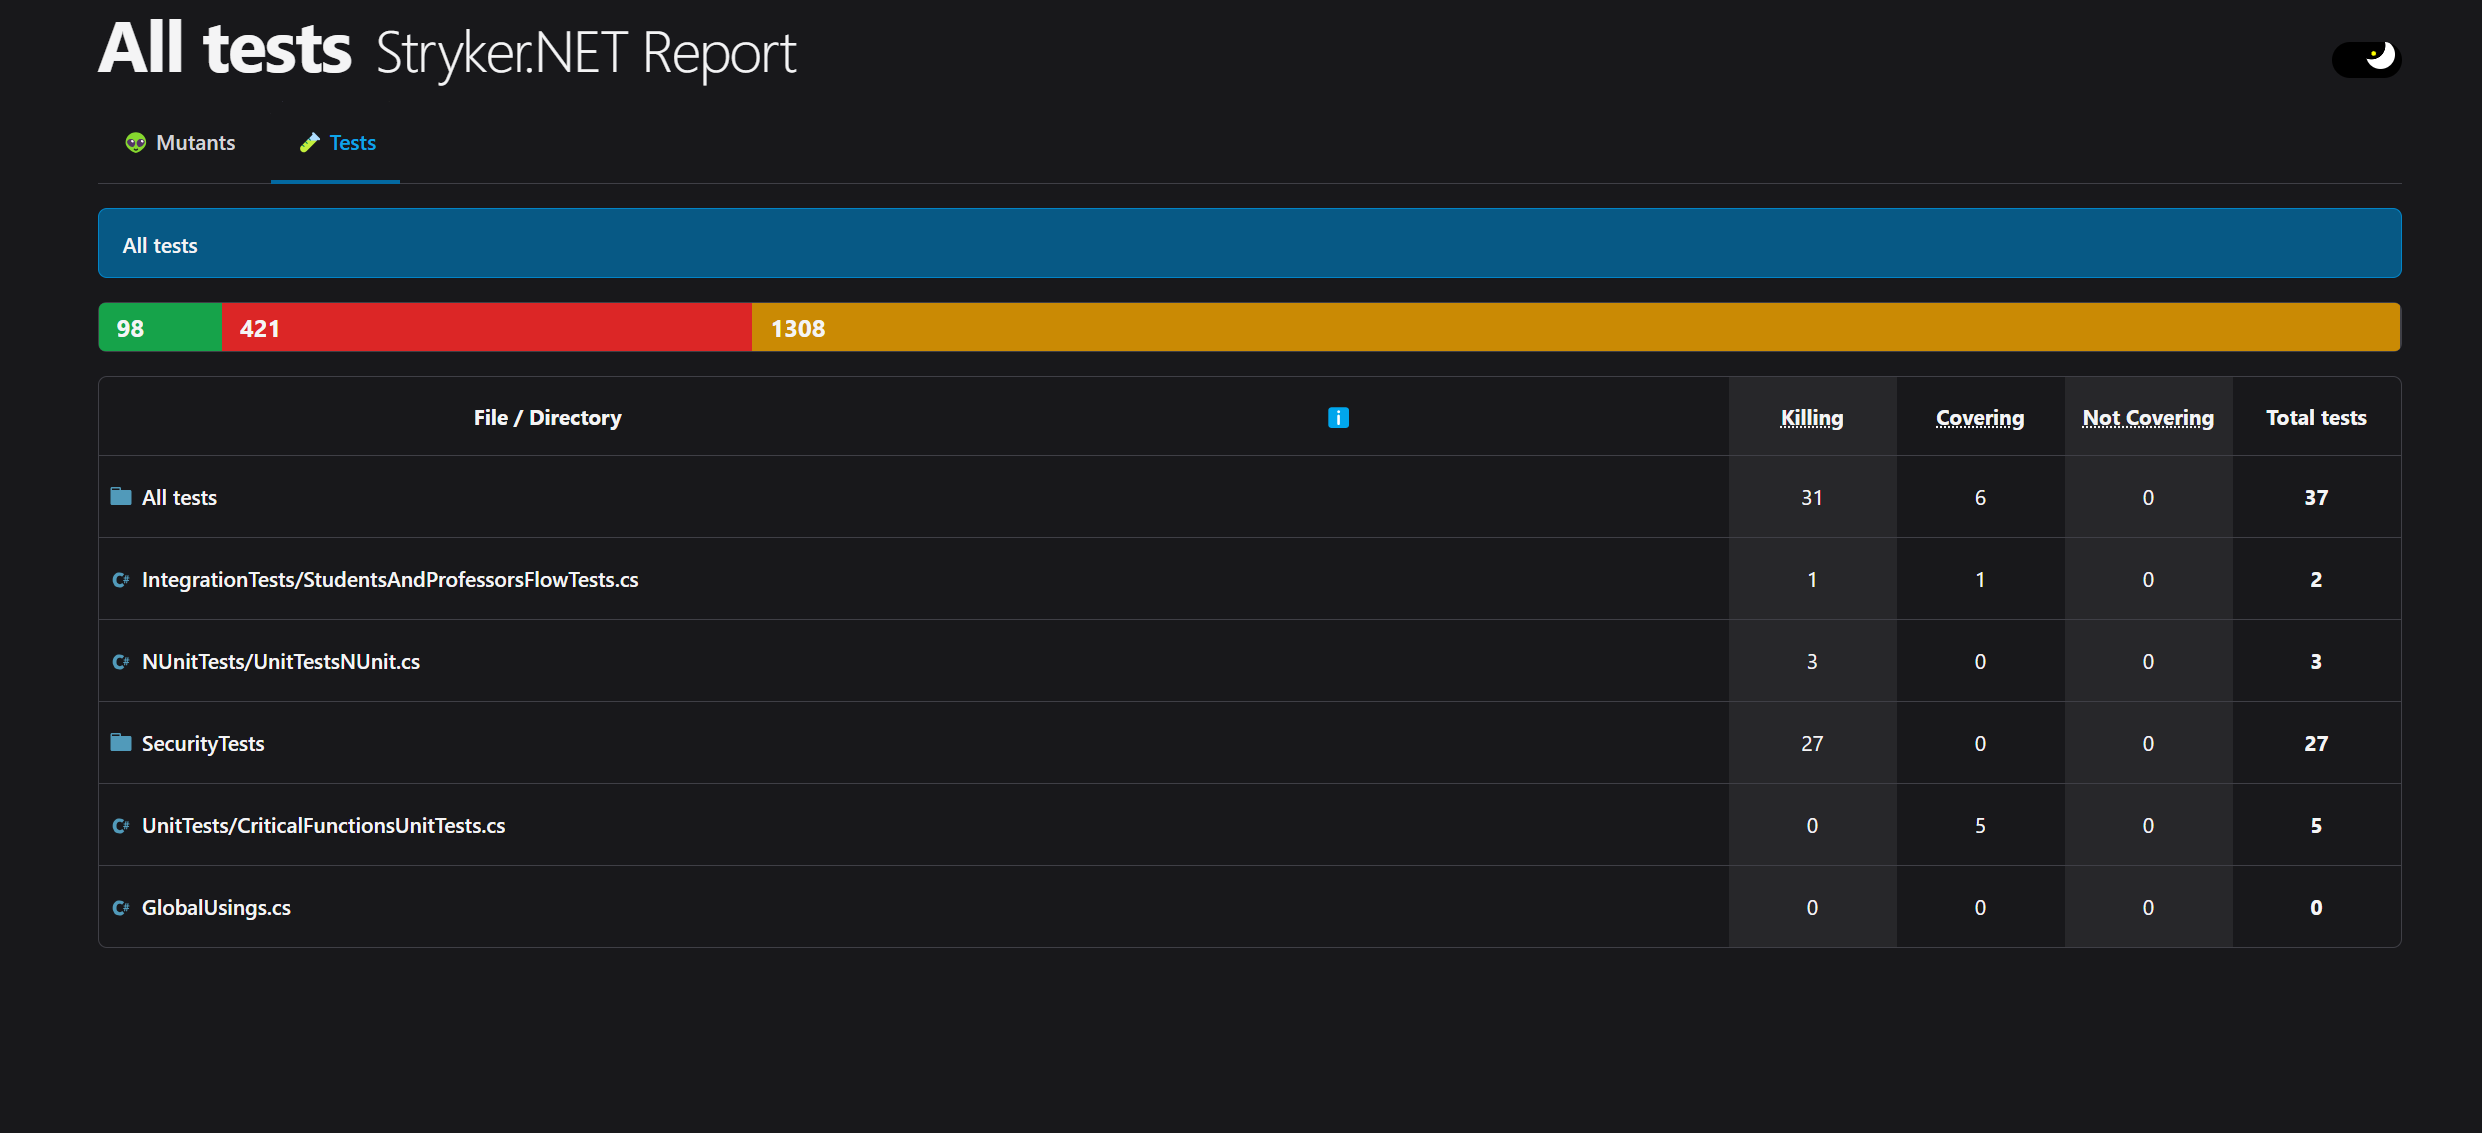 All tests Stryker.NET Report
Mutants Tests
All tests
98 421 1308
File / Directory Killing Covering Not Covering Total tests
All tests 31 6 0 37
IntegrationTests/StudentsAndProfessorsFlowTests.cs 1 1 0 2
NUnitTests/UnitTestsNUnit.cs 3 0 0 3
SecurityTests 27 0 0 27
UnitTests/CriticalFunctionsUnitTests.cs 0 5 0 5
GlobalUsings.cs 0 0 0 0